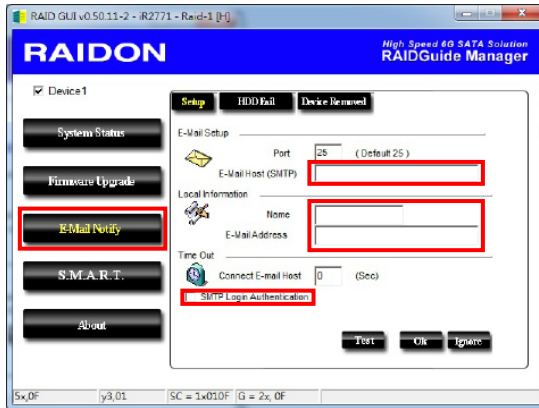 RAID GUI v0.50.11-2 - iR2771 - Raid-1 [H]
RAIDON
High Speed 6G SATA Solution
RAIDGuide Manager
Device1
System Status
Firmware Upgrade
E-Mail Notify
S.M.A.R.T.
About
Setup HDD Fail Device Removed
E-Mail Setup
Port 25 ( Default 25 )
E-Mail Host (SMTP)
Local Information
Name
E-Mail Address
Time Out
Connect E-mail Host 0 (Sec)
SMTP Login Authentication
Test Ok Ignore
Sx,0F y3,01 SC = 1x010F G = 2x, 0F